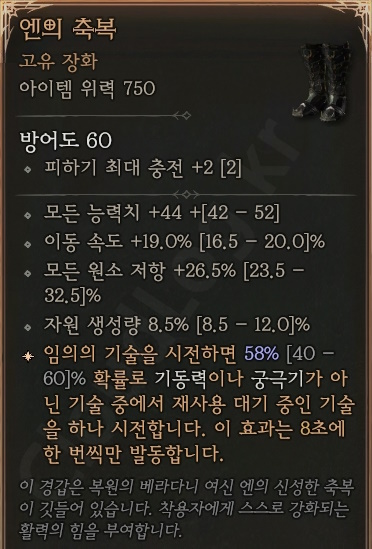 엔의 축복
고유 장화
아이템 위력 750
방어도 60
피하기 최대 충전 +2 [2]
모든 능력치 +44 +[42 - 52]
이동 속도 +19.0% [16.5 - 20.0]%
모든 원소 저항 +26.5% [23.5 -
32.5]%
자원 생성량 8.5% [8.5 - 12.0]%
임의의 기술을 시전하면 58% [40 -
60]% 확률로 기동력이나 궁극기가 아
닌 기술 중에서 재사용 대기 중인 기술
을 하나 시전합니다. 이 효과는 8초에
한 번씩만 발동합니다.
이 경갑은 복원의 베라다니 여신 엔의 신성한 축복
이 깃들어 있습니다. 착용자에게 스스로 강화되는
활력의 힘을 부여합니다.